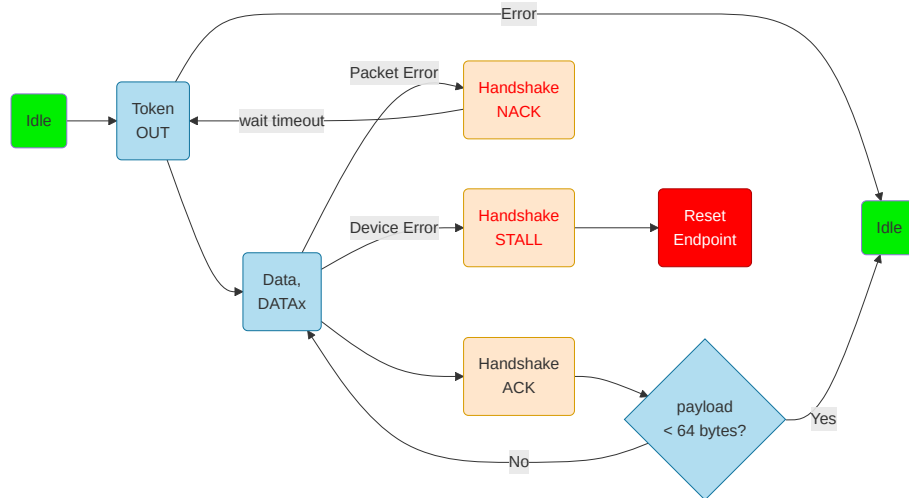 Error
Packet Error
Handshake
NACK
Idle
Token
OUT
wait timeout
Device Error
Handshake
STALL
Reset
Endpoint
Idle
Data,
DATAx
Handshake
ACK
payload
< 64 bytes?
Yes
No